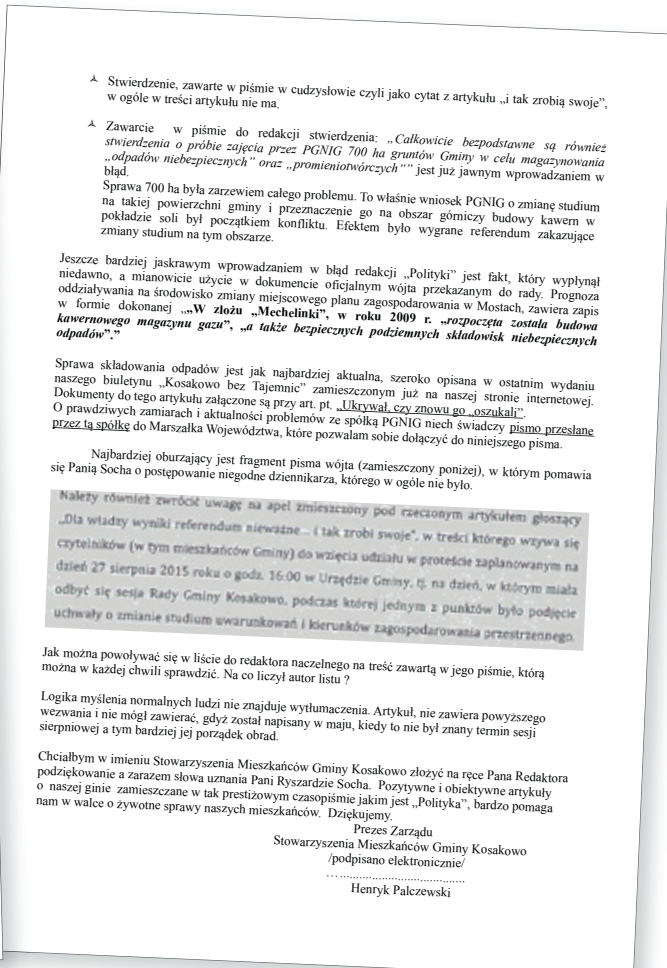 ⮚ Stwierdzenie, zawarte w piśmie w cudzysłowie czyli jako cytat z artykułu „i tak zrobią swoje”,
w ogóle w treści artykułu nie ma.
⮚ Zawarcie w piśmie do redakcji stwierdzenia: „Całkowicie bezpodstawne są również
stwierdzenia o próbie zajęcia przez PGNIG 700 ha gruntów Gminy w celu magazynowania
„odpadów niebezpiecznych” oraz „promieniotwórczych”” jest już jawnym wprowadzaniem w
błąd.
Sprawa 700 ha była zarzewiem całego problemu. To właśnie wniosek PGNIG o zmianę studium
na takiej powierzchni gminy i przeznaczenie go na obszar górniczy budowy kawern w
pokładzie soli był początkiem konfliktu. Efektem było wygrane referendum zakazujące
zmiany studium na tym obszarze.
Jeszcze bardziej jaskrawym wprowadzaniem w błąd redakcji „Polityki” jest fakt, który wypłynął
niedawno, a mianowicie użycie w dokumencie oficjalnym wójta przekazanym do rady. Prognoza
oddziaływania na środowisko zmiany miejscowego planu zagospodarowania w Mostach, zawiera zapis
w formie dokonanej „„W zlożu „Mechelinki”, w roku 2009 r. „rozpoczęta została budowa
kawernowego magazynu gazu”, „a także bezpiecznych podziemnych składowisk niebezpiecznych
odpadów”.”
Sprawa składowania odpadów jest jak najbardziej aktualna, szeroko opisana w ostatnim wydaniu
naszego biuletynu „Kosakowo bez Tajemnic” zamieszczonym już na naszej stronie internetowej.
Dokumenty do tego artykułu załączone są przy art. pt. „Ukrywał, czy znowu go „oszukali”.
O prawdziwych zamiarach i aktualności problemów ze spółką PGNIG niech świadczy pismo przesłane
przez tą spółkę do Marszałka Województwa, które pozwalam sobie dołączyć do niniejszego pisma.
Najbardziej oburzający jest fragment pisma wójta (zamieszczony poniżej), w którym pomawia
się Panią Socha o postępowanie niegodne dziennikarza, którego w ogóle nie było.
Należy również zwrócić uwagę na apel zmieszczony pod rzeczonym artykułem głoszący
„Dla władzy wyniki referendum nieważne... i tak zrobi swoje”, w treści którego wzywa się
czytelników (w tym mieszkańców Gminy) do wzięcia udziału w proteście zaplanowanym na
dzień 27 sierpnia 2015 roku o godz. 16:00 w Urzędzie Gminy, tj. na dzień, w którym miała
odbyć się sesja Rady Gminy Kosakowo, podczas której jednym z punktów było podjęcie
uchwały o zmianie studium uwarunkowań i kierunków zagospodarowania przestrzennego.
Jak można powoływać się w liście do redaktora naczelnego na treść zawartą w jego piśmie, którą
można w każdej chwili sprawdzić. Na co liczył autor listu ?
Logika myślenia normalnych ludzi nie znajduje wytłumaczenia. Artykuł, nie zawiera powyższego
wezwania i nie mógł zawierać, gdyż został napisany w maju, kiedy to nie był znany termin sesji
sierpniowej a tym bardziej jej porządek obrad.
Chciałbym w imieniu Stowarzyszenia Mieszkańców Gminy Kosakowo złożyć na ręce Pana Redaktora
podziękowanie a zarazem słowa uznania Pani Ryszardzie Socha. Pozytywne i obiektywne artykuły
o naszej ginie zamieszczane w tak prestiżowym czasopiśmie jakim jest „Polityka”, bardzo pomaga
nam w walce o żywotne sprawy naszych mieszkańców. Dziękujemy.
Prezes Zarządu
Stowarzyszenia Mieszkańców Gminy Kosakowo
/podpisano elektronicznie/
…........................................
Henryk Palczewski